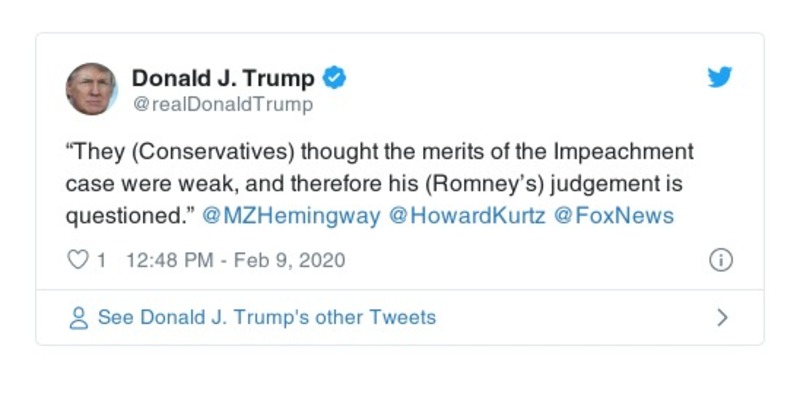 Donald J. Trump
@realDonaldTrump
“They (Conservatives) thought the merits of the Impeachment
case were weak, and therefore his (Romney’s) judgement is
questioned.” @MZHemingway @HowardKurtz @FoxNews
1 12:48 PM - Feb 9, 2020
See Donald J. Trump's other Tweets